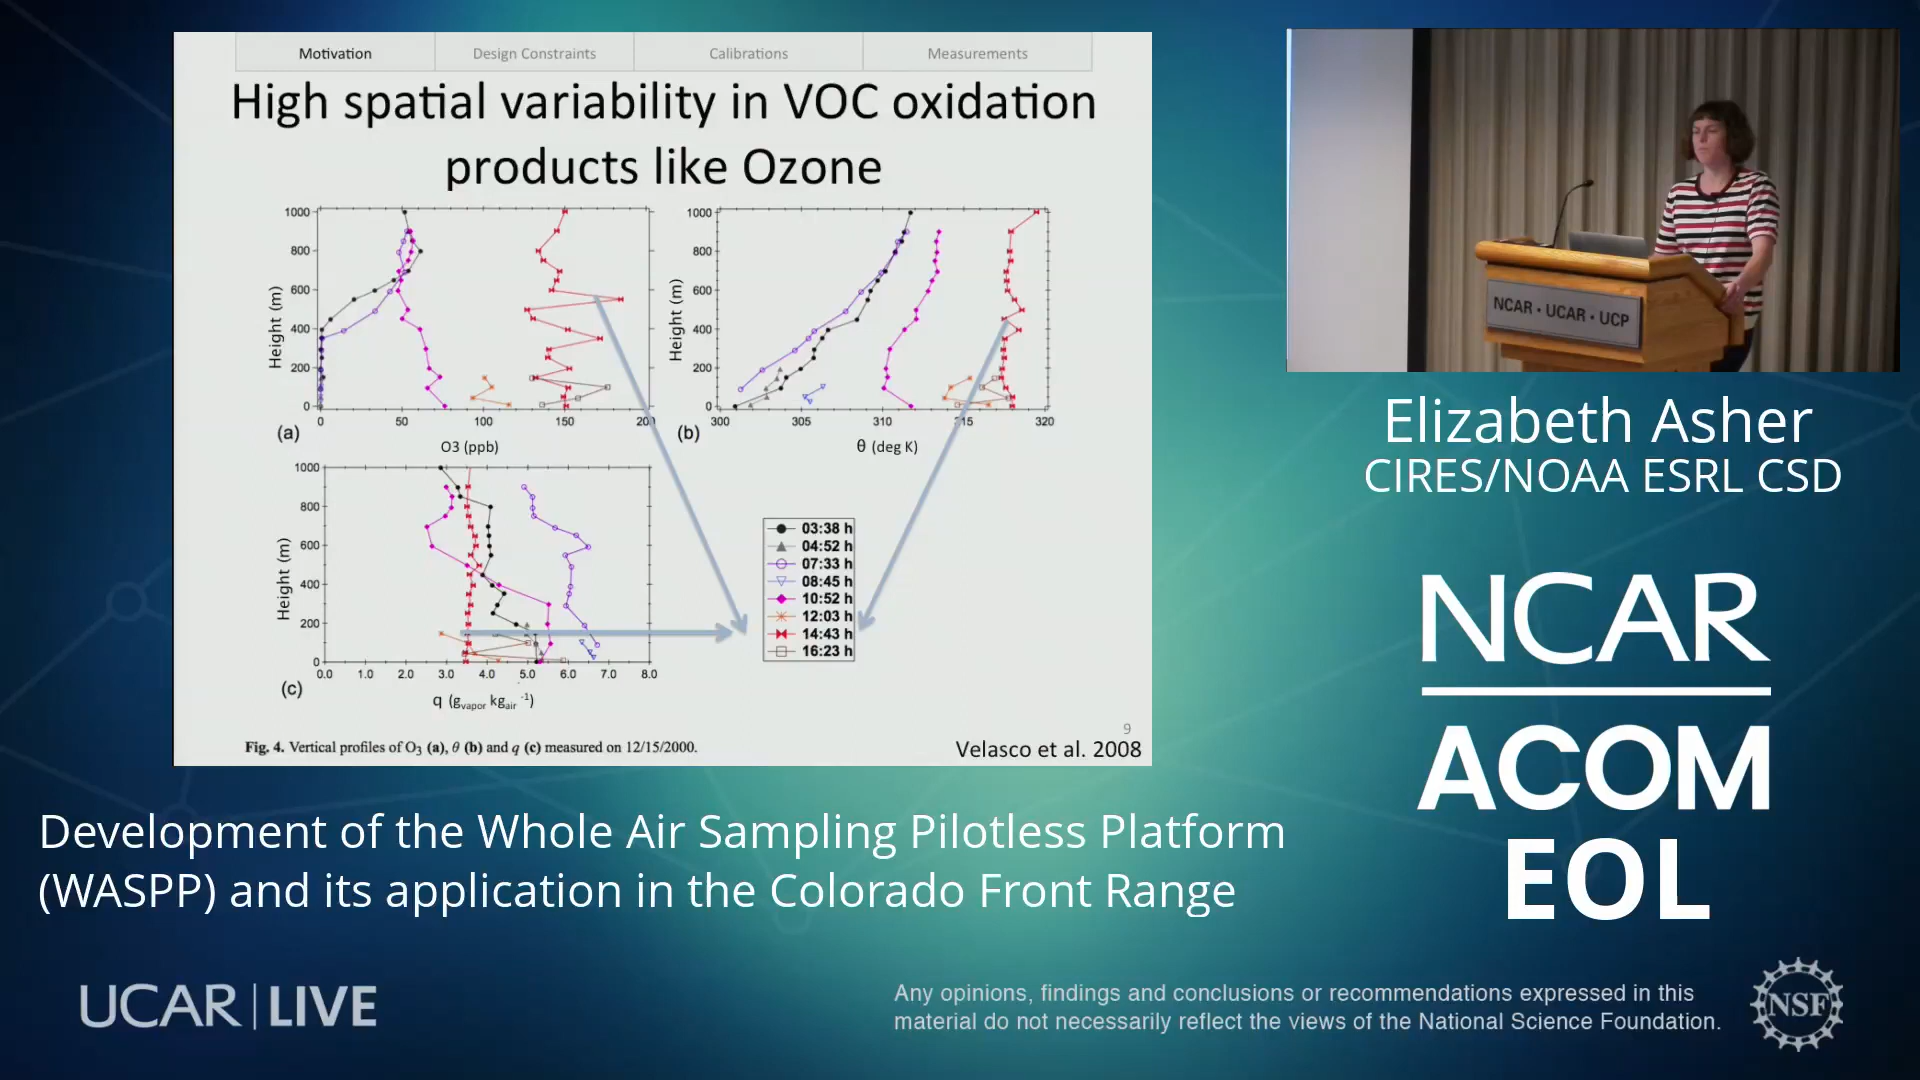 Motivation
Design Constraints
Calibrations
Measurements
High spatial variability in VOC oxidation
products like Ozone
1000
800
600
400
200
0
Height (m)
0 50 100 150 200
(a)
O3 (ppb)
1000
800
600
400
200
0
Height (m)
300 305 310 315 320
(b)
θ (deg K)
1000
800
600
400
200
0
Height (m)
0.0 1.0 2.0 3.0 4.0 5.0 6.0 7.0 8.0
(c)
q (gvapor kgair -1)
03:38 h
04:52 h
07:33 h
08:45 h
10:52 h
12:03 h
14:43 h
16:23 h
9
Fig. 4. Vertical profiles of O3 (a), θ (b) and q (c) measured on 12/15/2000.
Velasco et al. 2008
NCAR • UCAR • UCP
Elizabeth Asher
CIRES/NOAA ESRL CSD
NCAR
ACOM
EOL
Development of the Whole Air Sampling Pilotless Platform
(WASPP) and its application in the Colorado Front Range
UCAR | LIVE
Any opinions, findings and conclusions or recommendations expressed in this
material do not necessarily reflect the views of the National Science Foundation.
NSF